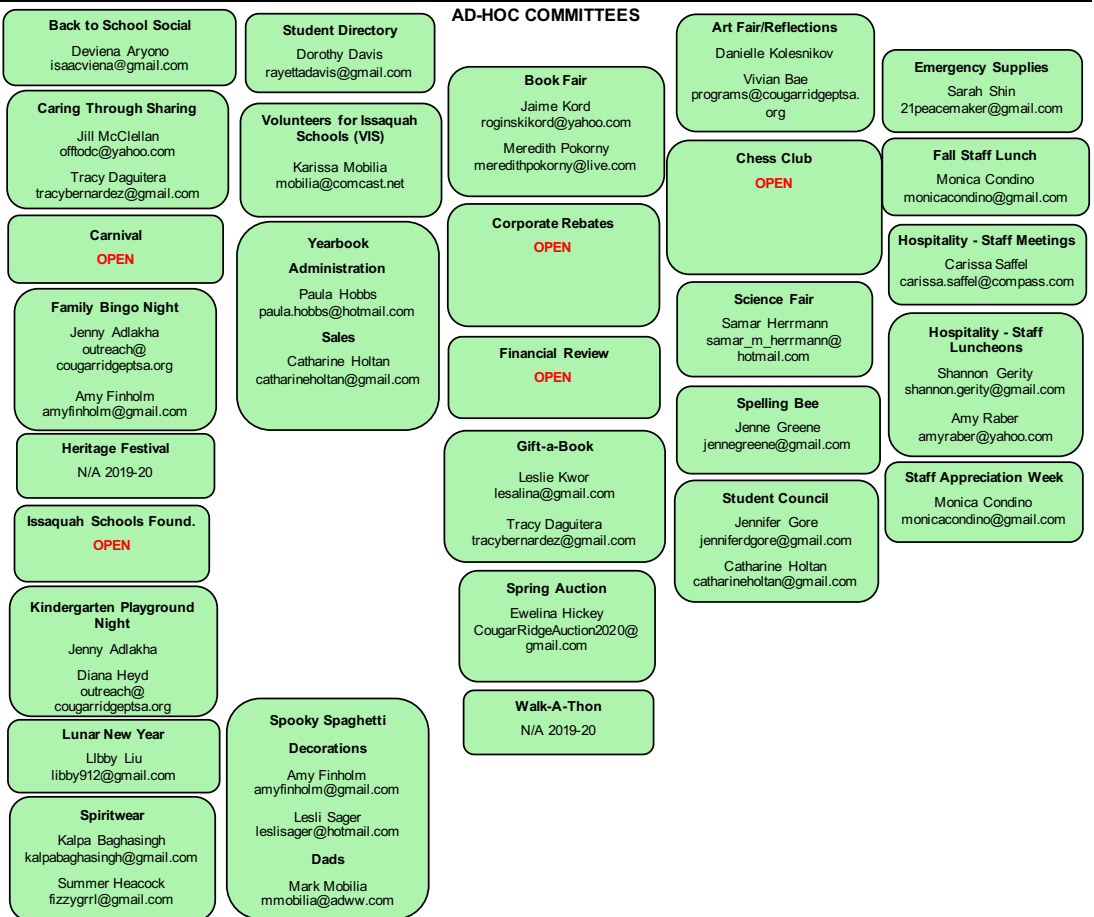 AD-HOC COMMITTEES
Back to School Social
Deviena Aryono
isaacviena@gmail.com
Caring Through Sharing
Jill McClellan
offtodc@yahoo.com
Tracy Daguitera
tracybernardez@gmail.com
Carnival
OPEN
Family Bingo Night
Jenny Adlakha
outreach@
cougarridgeptsa.org
Amy Finholm
amyfinholm@gmail.com
Heritage Festival
N/A 2019-20
Issaquah Schools Found.
OPEN
Kindergarten Playground
Night
Jenny Adlakha
Diana Heyd
outreach@
cougarridgeptsa.org
Lunar New Year
LIbby Liu
libby912@gmail.com
Spiritwear
Kalpa Baghasingh
kalpabaghasingh@gmail.com
Summer Heacock
fizzygrrl@gmail.com
Student Directory
Dorothy Davis
rayettadavis@gmail.com
Volunteers for Issaquah
Schools (VIS)
Karissa Mobilia
mobilia@comcast.net
Yearbook
Administration
Paula Hobbs
paula.hobbs@hotmail.com
Sales
Catharine Holtan
catharineholtan@gmail.com
Spooky Spaghetti
Decorations
Amy Finholm
amyfinholm@gmail.com
Lesli Sager
leslisager@hotmail.com
Dads
Mark Mobilia
mmobilia@adww.com
Book Fair
Jaime Kord
roginskikord@yahoo.com
Meredith Pokorny
meredithpokorny@live.com
Corporate Rebates
OPEN
Financial Review
OPEN
Gift-a-Book
Leslie Kwor
lesalina@gmail.com
Tracy Daguitera
tracybernardez@gmail.com
Spring Auction
Ewelina Hickey
CougarRidgeAuction2020@
gmail.com
Walk-A-Thon
N/A 2019-20
Art Fair/Reflections
Danielle Kolesnikov
Vivian Bae
programs@cougarridgeptsa.
org
Chess Club
OPEN
Science Fair
Samar Herrmann
samar_m_herrmann@
hotmail.com
Spelling Bee
Jenne Greene
jennegreene@gmail.com
Student Council
Jennifer Gore
jenniferdgore@gmail.com
Catharine Holtan
catharineholtan@gmail.com
Emergency Supplies
Sarah Shin
21peacemaker@gmail.com
Fall Staff Lunch
Monica Condino
monicacondino@gmail.com
Hospitality - Staff Meetings
Carissa Saffel
carissa.saffel@compass.com
Hospitality - Staff
Luncheons
Shannon Gerity
shannon.gerity@gmail.com
Amy Raber
amyraber@yahoo.com
Staff Appreciation Week
Monica Condino
monicacondino@gmail.com